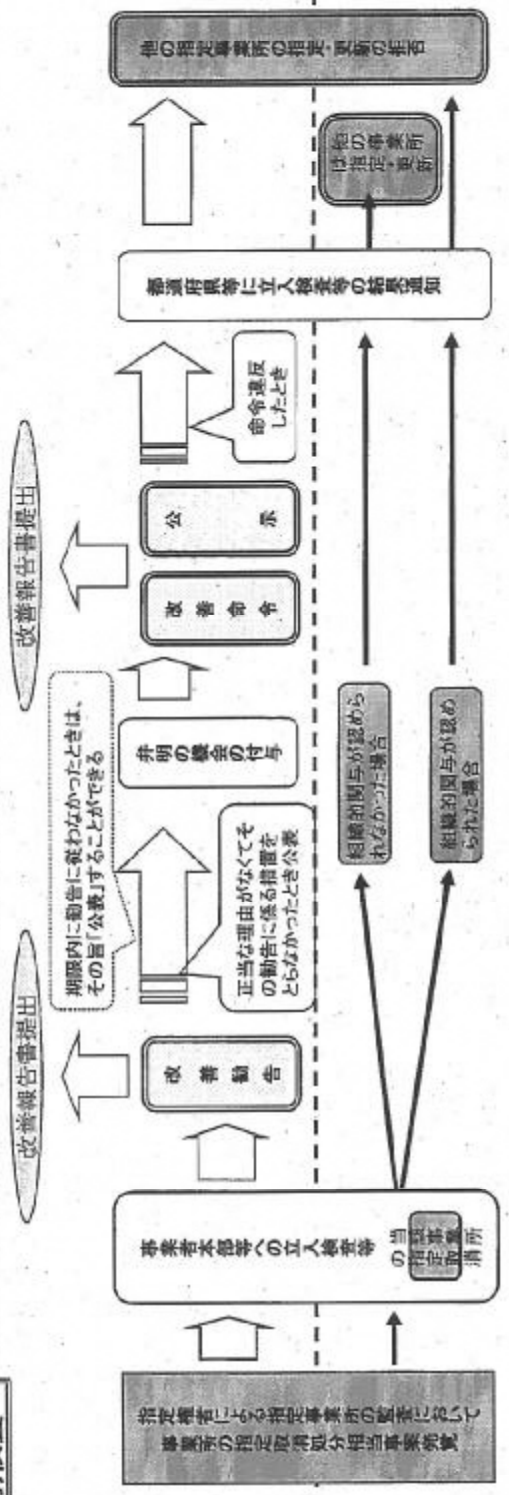 指定権者による指定事業所の監査において
事業所の指定取消処分相当事案発覚
事業者本部等への立入検査等
当該事業所
の指定取
消
改善勧告
改善報告書提出
期限内に勧告に従わなかったときは、
その旨「公表」することができる
正当な理由がなくてそ
の勧告に係る措置を
とらなかったとき公表
弁明の機会の付与
改善命令
公示
改善報告書提出
命令違反
したとき
都道府県等に立入検査等の結果通知
他の指定事業所の指定・更新の拒否
組織的関与が認めら
れなかった場合
組織的関与が認め
られた場合
他の事業所
は指定・更新